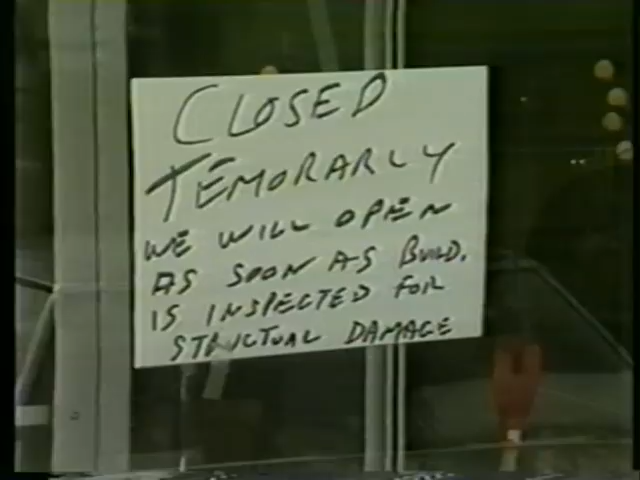 CLOSED
TEMORARLY
WE WILL OPEN
AS SOON AS BUILD.
IS INSPECTED FOR
STRUCTUAL DAMAGE